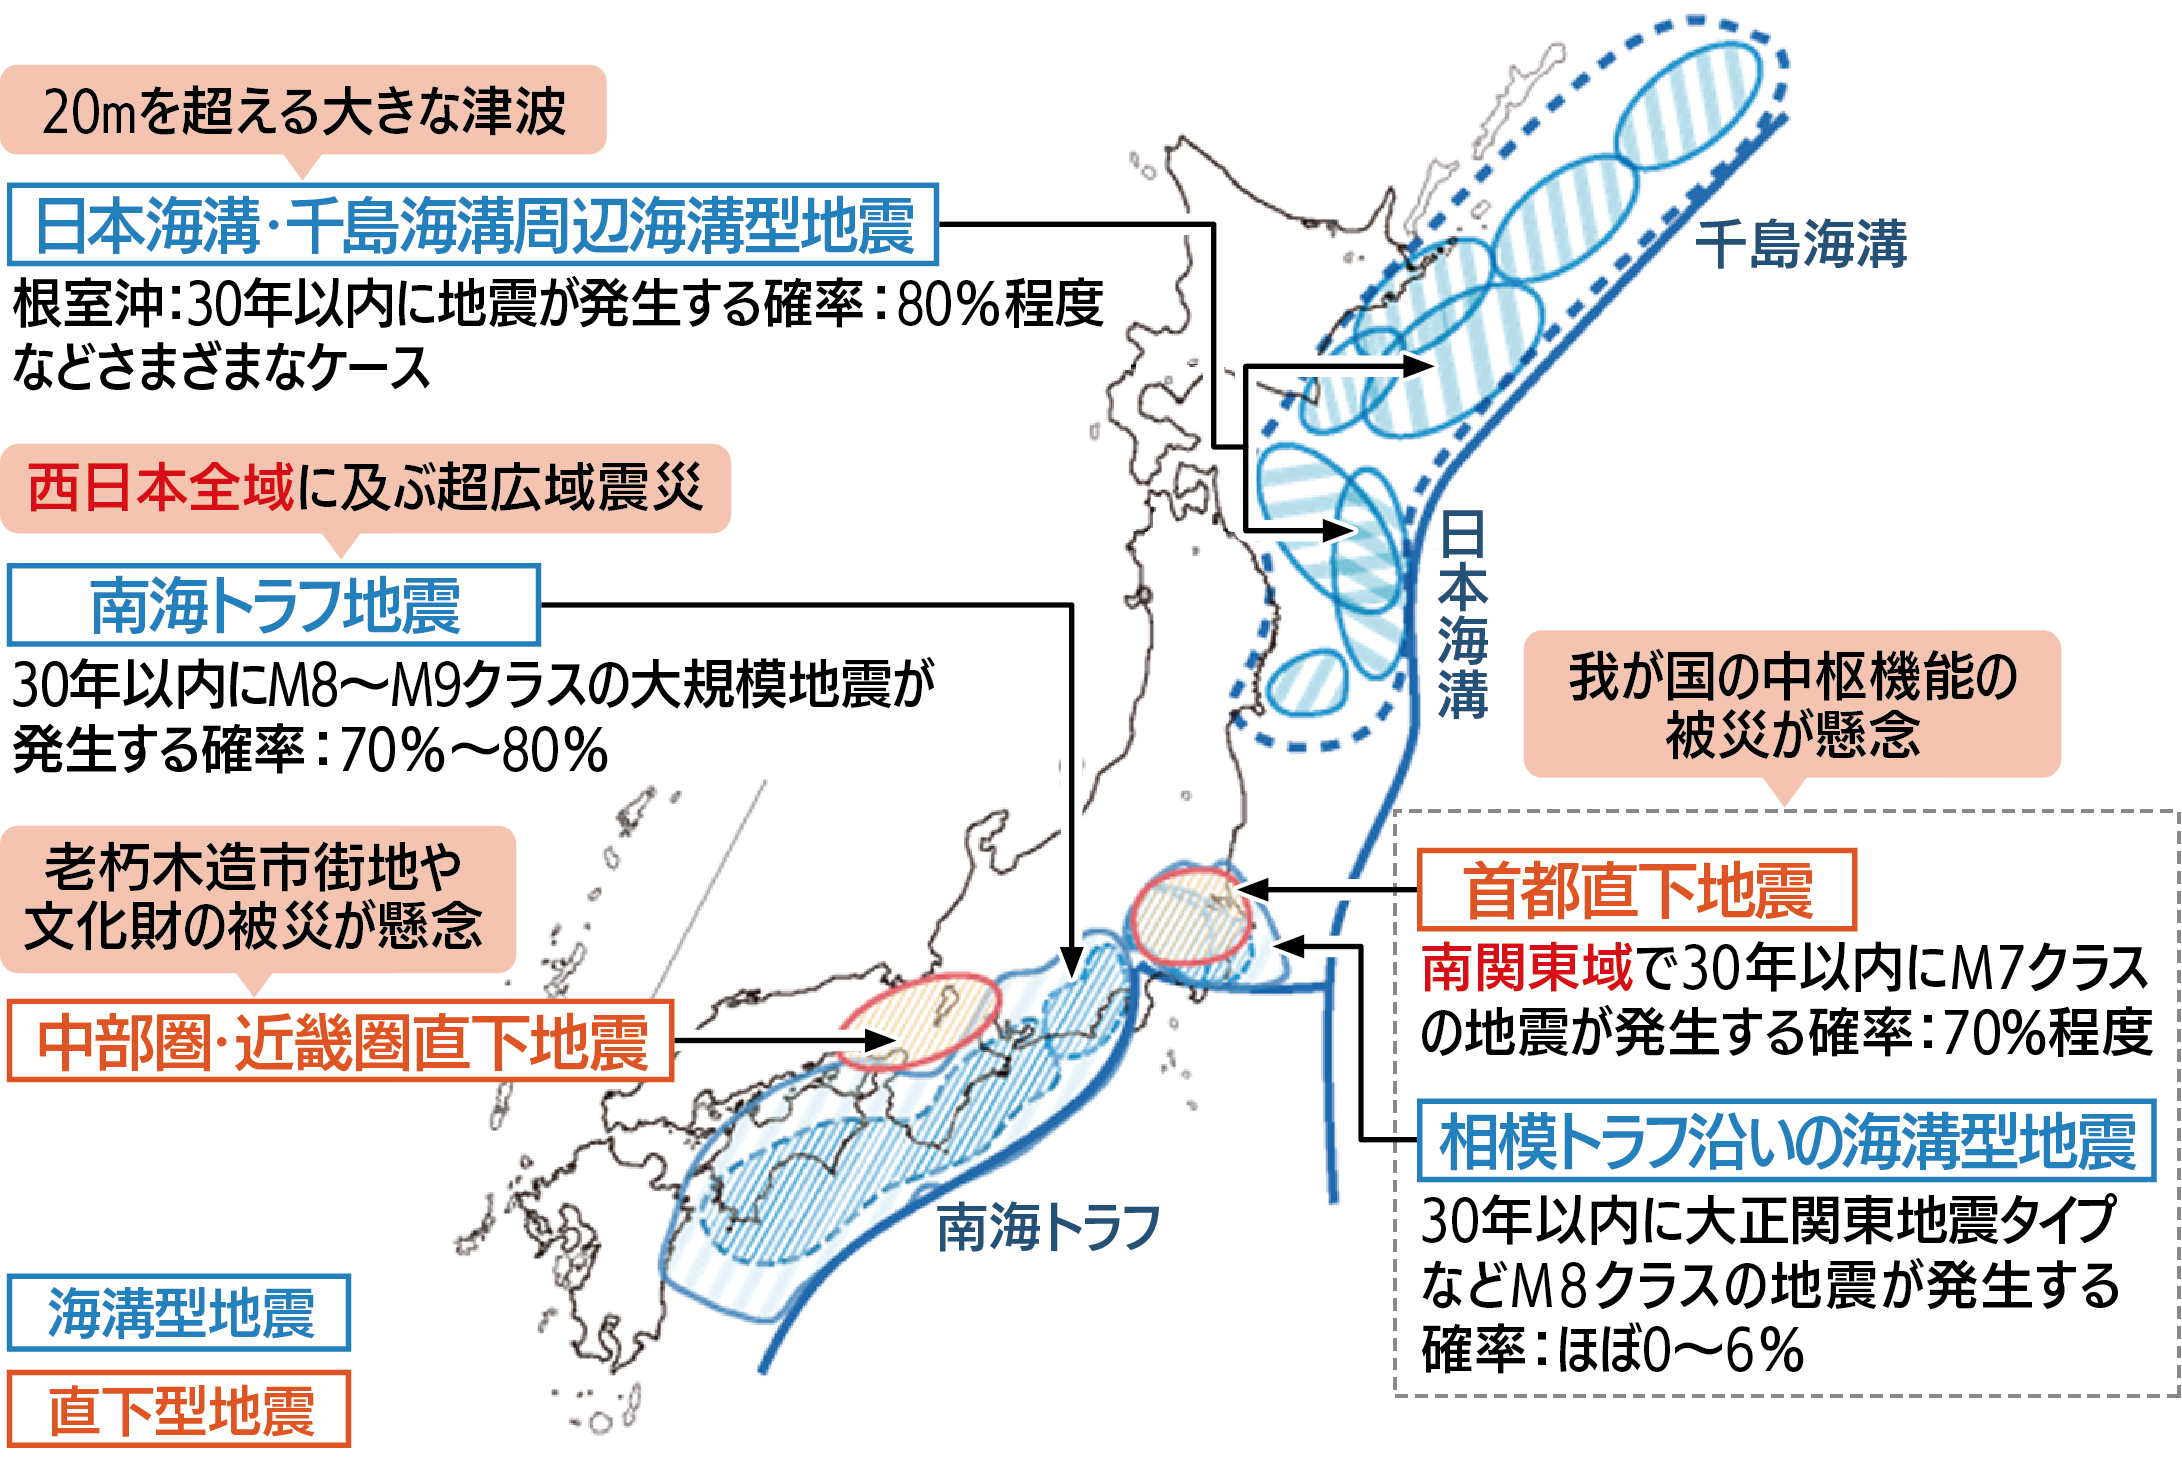 20mを超える大きな津波
日本海溝・千島海溝周辺海溝型地震
根室沖：30年以内に地震が発生する確率：80％程度
などさまざまなケース
西日本全域に及ぶ超広域震災
南海トラフ地震
30年以内にM8〜M9クラスの大規模地震が
発生する確率：70％〜80％
老朽木造市街地や
文化財の被災が懸念
中部圏・近畿圏直下地震
海溝型地震
直下型地震
千島海溝
日本海溝
南海トラフ
我が国の中枢機能の
被災が懸念
首都直下地震
南関東域で30年以内にM7クラス
の地震が発生する確率：70％程度
相模トラフ沿いの海溝型地震
30年以内に大正関東地震タイプ
などM8クラスの地震が発生する
確率：ほぼ0〜6％